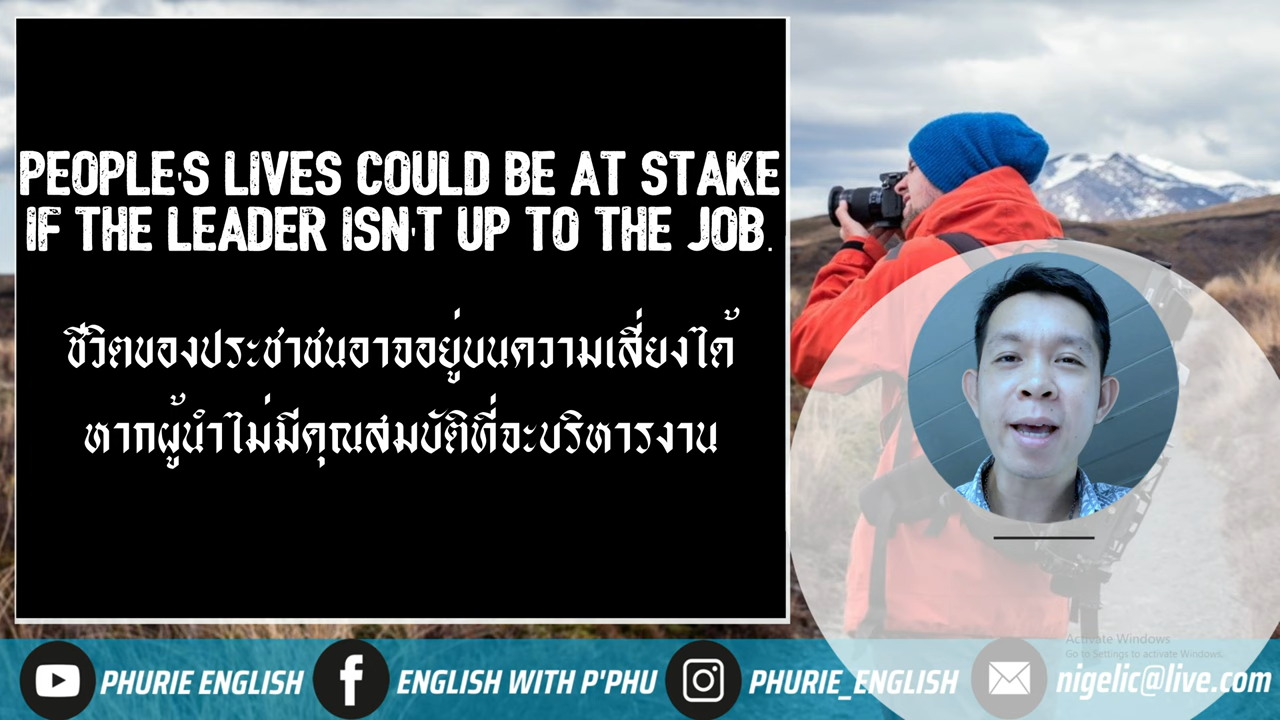 PEOPLE'S LIVES COULD BE AT STAKE
IF THE LEADER ISN'T UP TO THE JOB.
ชีวิตของประชาชนอาจอยู่บนความเสี่ยงได้
หากผู้นำไม่มีคุณสมบัติที่จะบริหารงาน
Activate Windows
Go to Settings to activate Windows.
PHURIE ENGLISH
ENGLISH WITH P'PHU
PHURIE_ENGLISH
nigelic@live.com